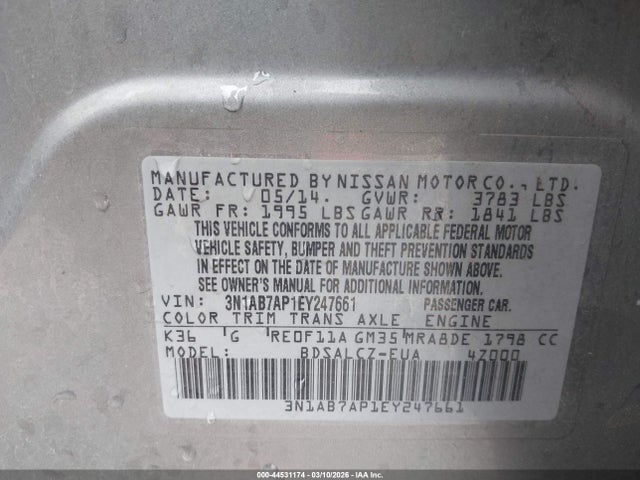 MANUFACTURED BY NISSAN MOTOR CO., LTD.
DATE: 05/14. GVWR: 3783 LBS
GAWR FR: 1995 LBS GAWR RR: 1841 LBS
THIS VEHICLE CONFORMS TO ALL APPLICABLE FEDERAL MOTOR
VEHICLE SAFETY, BUMPER AND THEFT PREVENTION STANDARDS
IN EFFECT ON THE DATE OF MANUFACTURE SHOWN ABOVE.
SEE OWNER'S MANUAL FOR ADDITIONAL INFORMATION.
VIN: 3N1AB7AP1EY247661 PASSENGER CAR.
COLOR TRIM TRANS AXLE ENGINE
K36 G RE0F11A GM35 MRA8DE 1798 CC
MODEL: BDSALCZ-EUA 4Z000
3N1AB7AP1EY247661
000-44531174 03/10/2026 IAAI.COM